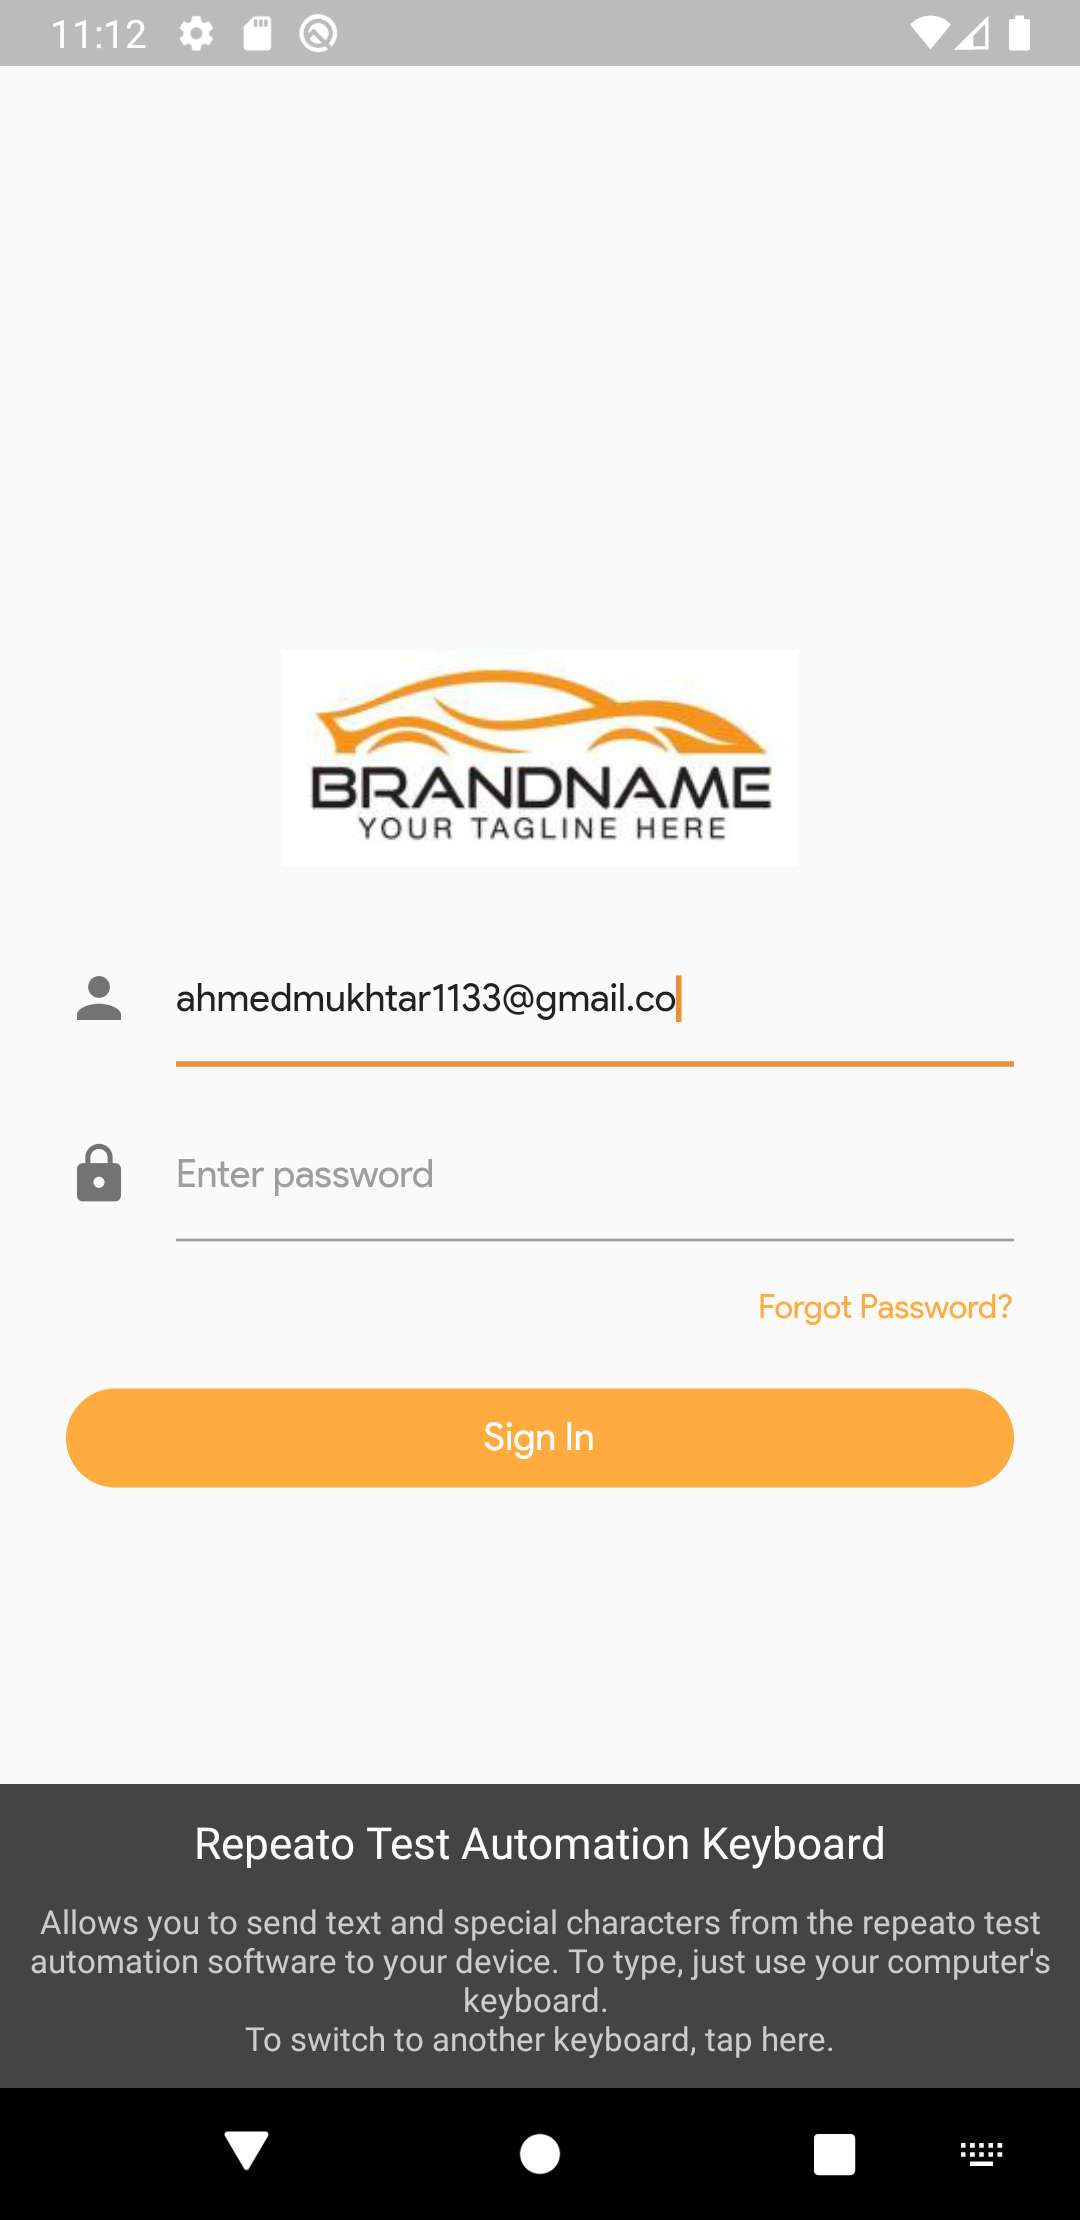 11:12
BRANDNAME
YOUR TAGLINE HERE
ahmedmukhtar1133@gmail.co
Enter password
Forgot Password?
Sign In
Repeato Test Automation Keyboard
Allows you to send text and special characters from the repeato test
automation software to your device. To type, just use your computer's
keyboard.
To switch to another keyboard, tap here.